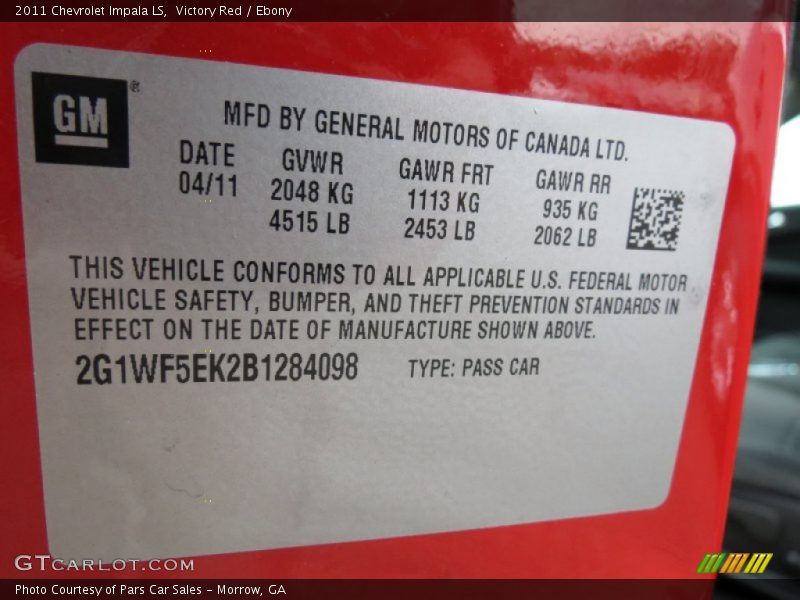 2011 Chevrolet Impala LS, Victory Red / Ebony
GM ®
MFD BY GENERAL MOTORS OF CANADA LTD.
DATE GVWR GAWR FRT GAWR RR
04/11 2048 KG 1113 KG 935 KG
4515 LB 2453 LB 2062 LB
THIS VEHICLE CONFORMS TO ALL APPLICABLE U.S. FEDERAL MOTOR
VEHICLE SAFETY, BUMPER, AND THEFT PREVENTION STANDARDS IN
EFFECT ON THE DATE OF MANUFACTURE SHOWN ABOVE.
2G1WF5EK2B1284098 TYPE: PASS CAR
GTCARLOT.COM
Photo Courtesy of Pars Car Sales - Morrow, GA